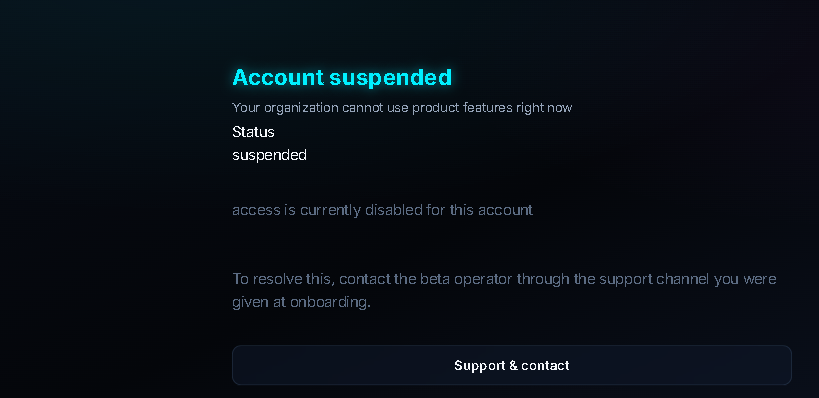 Account suspended
Your organization cannot use product features right now
Status
suspended
access is currently disabled for this account
To resolve this, contact the beta operator through the support channel you were
given at onboarding.
Support & contact